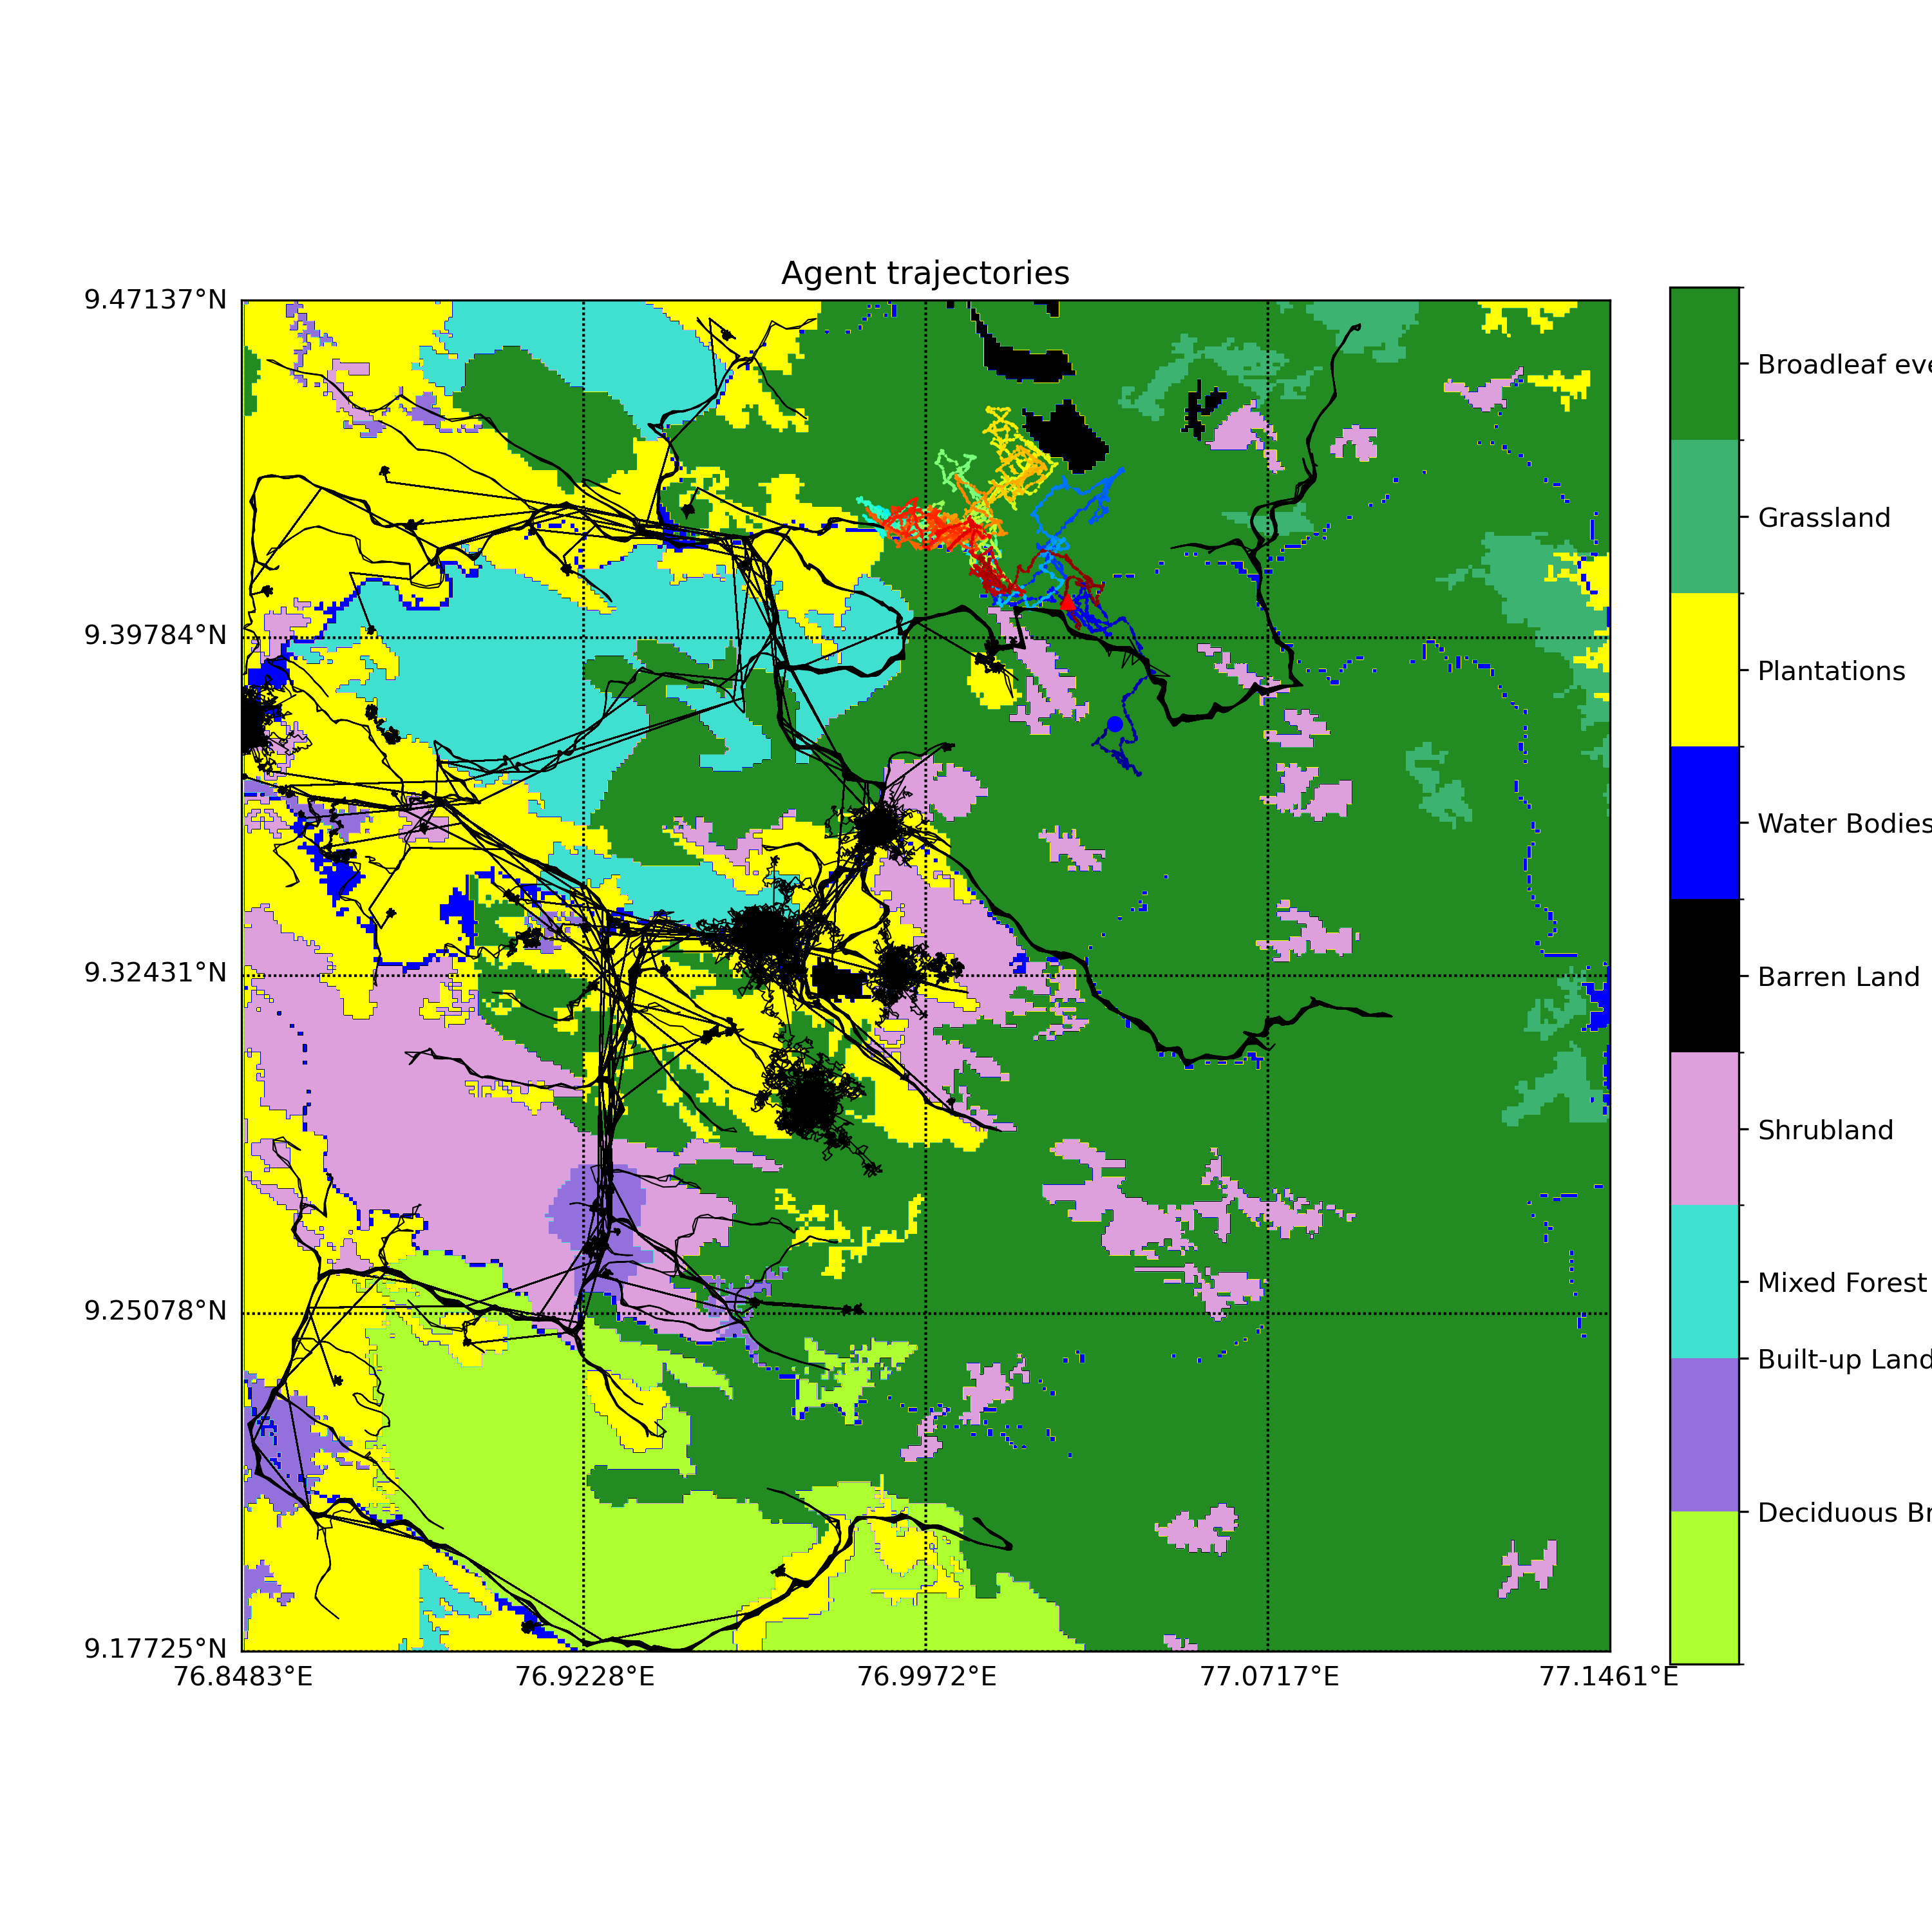 Agent trajectories
9.47137°N
9.39784°N
9.32431°N
9.25078°N
9.17725°N
76.8483°E
76.9228°E
76.9972°E
77.0717°E
77.1461°E
Broadleaf eve
Grassland
Plantations
Water Bodies
Barren Land
Shrubland
Mixed Forest
Built-up Land
Deciduous Br